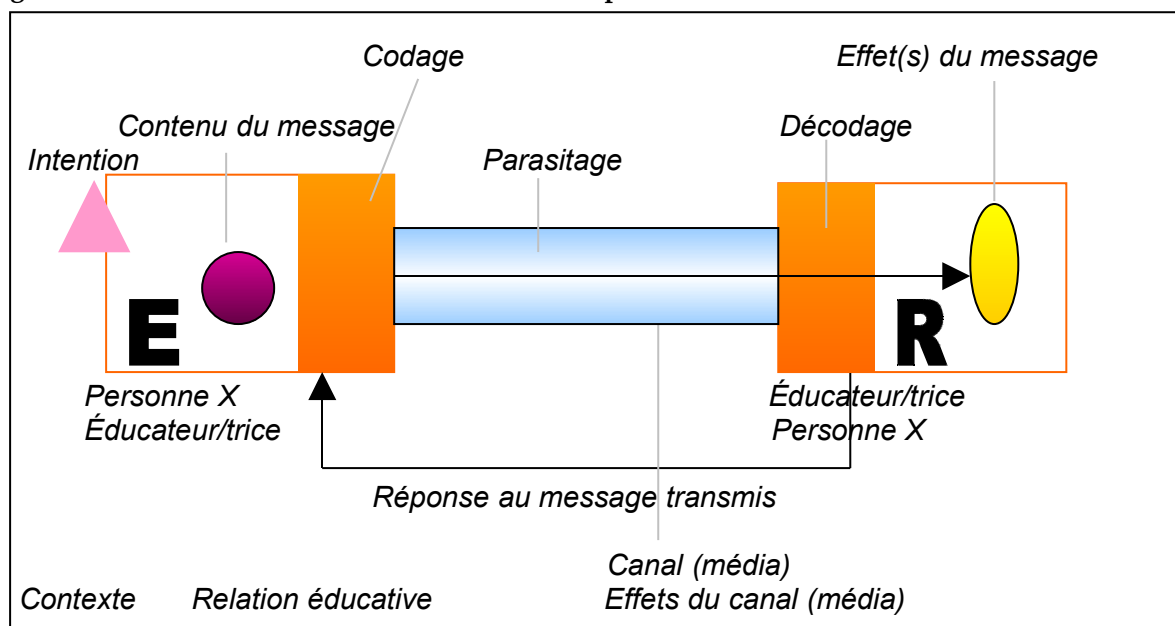 Codage
Effet(s) du message
Contenu du message
Décodage
Intention
Parasitage
E
R
Personne X
Éducateur/trice
Éducateur/trice
Personne X
Réponse au message transmis
Canal (média)
Contexte
Relation éducative
Effets du canal (média)